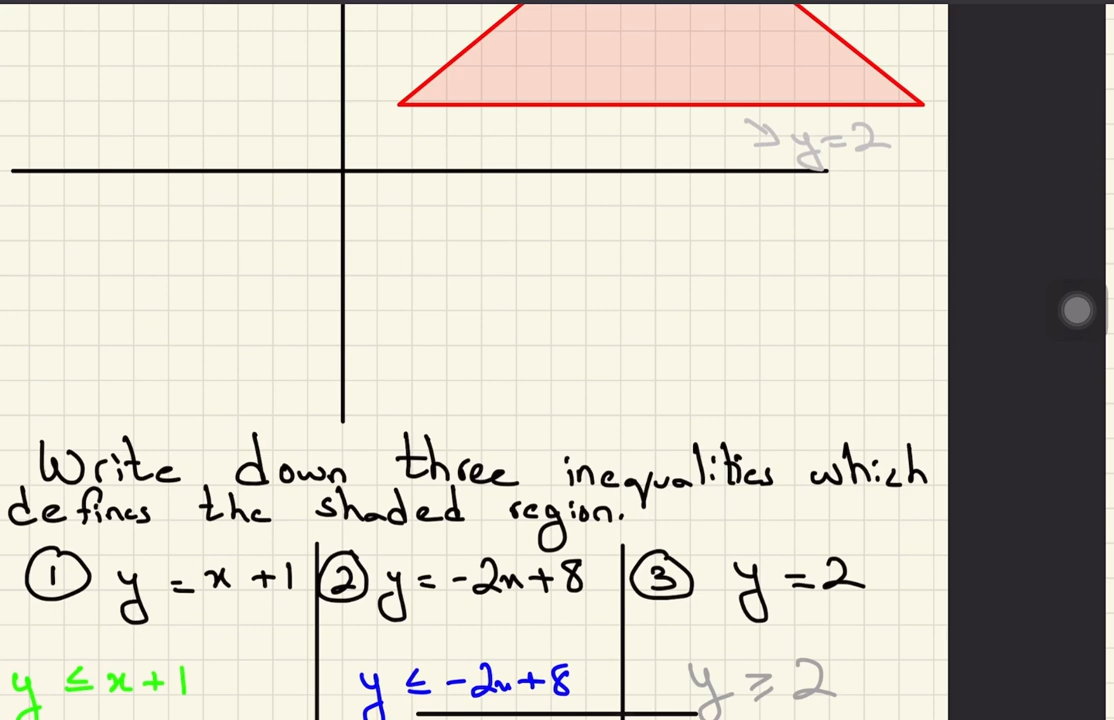 y=2
Write down three inequalities which
defines the shaded region.
① y = x + 1 ② y = -2x + 8 ③ y = 2
y ≤ x + 1 y ≤ -2x + 8 y ≥ 2